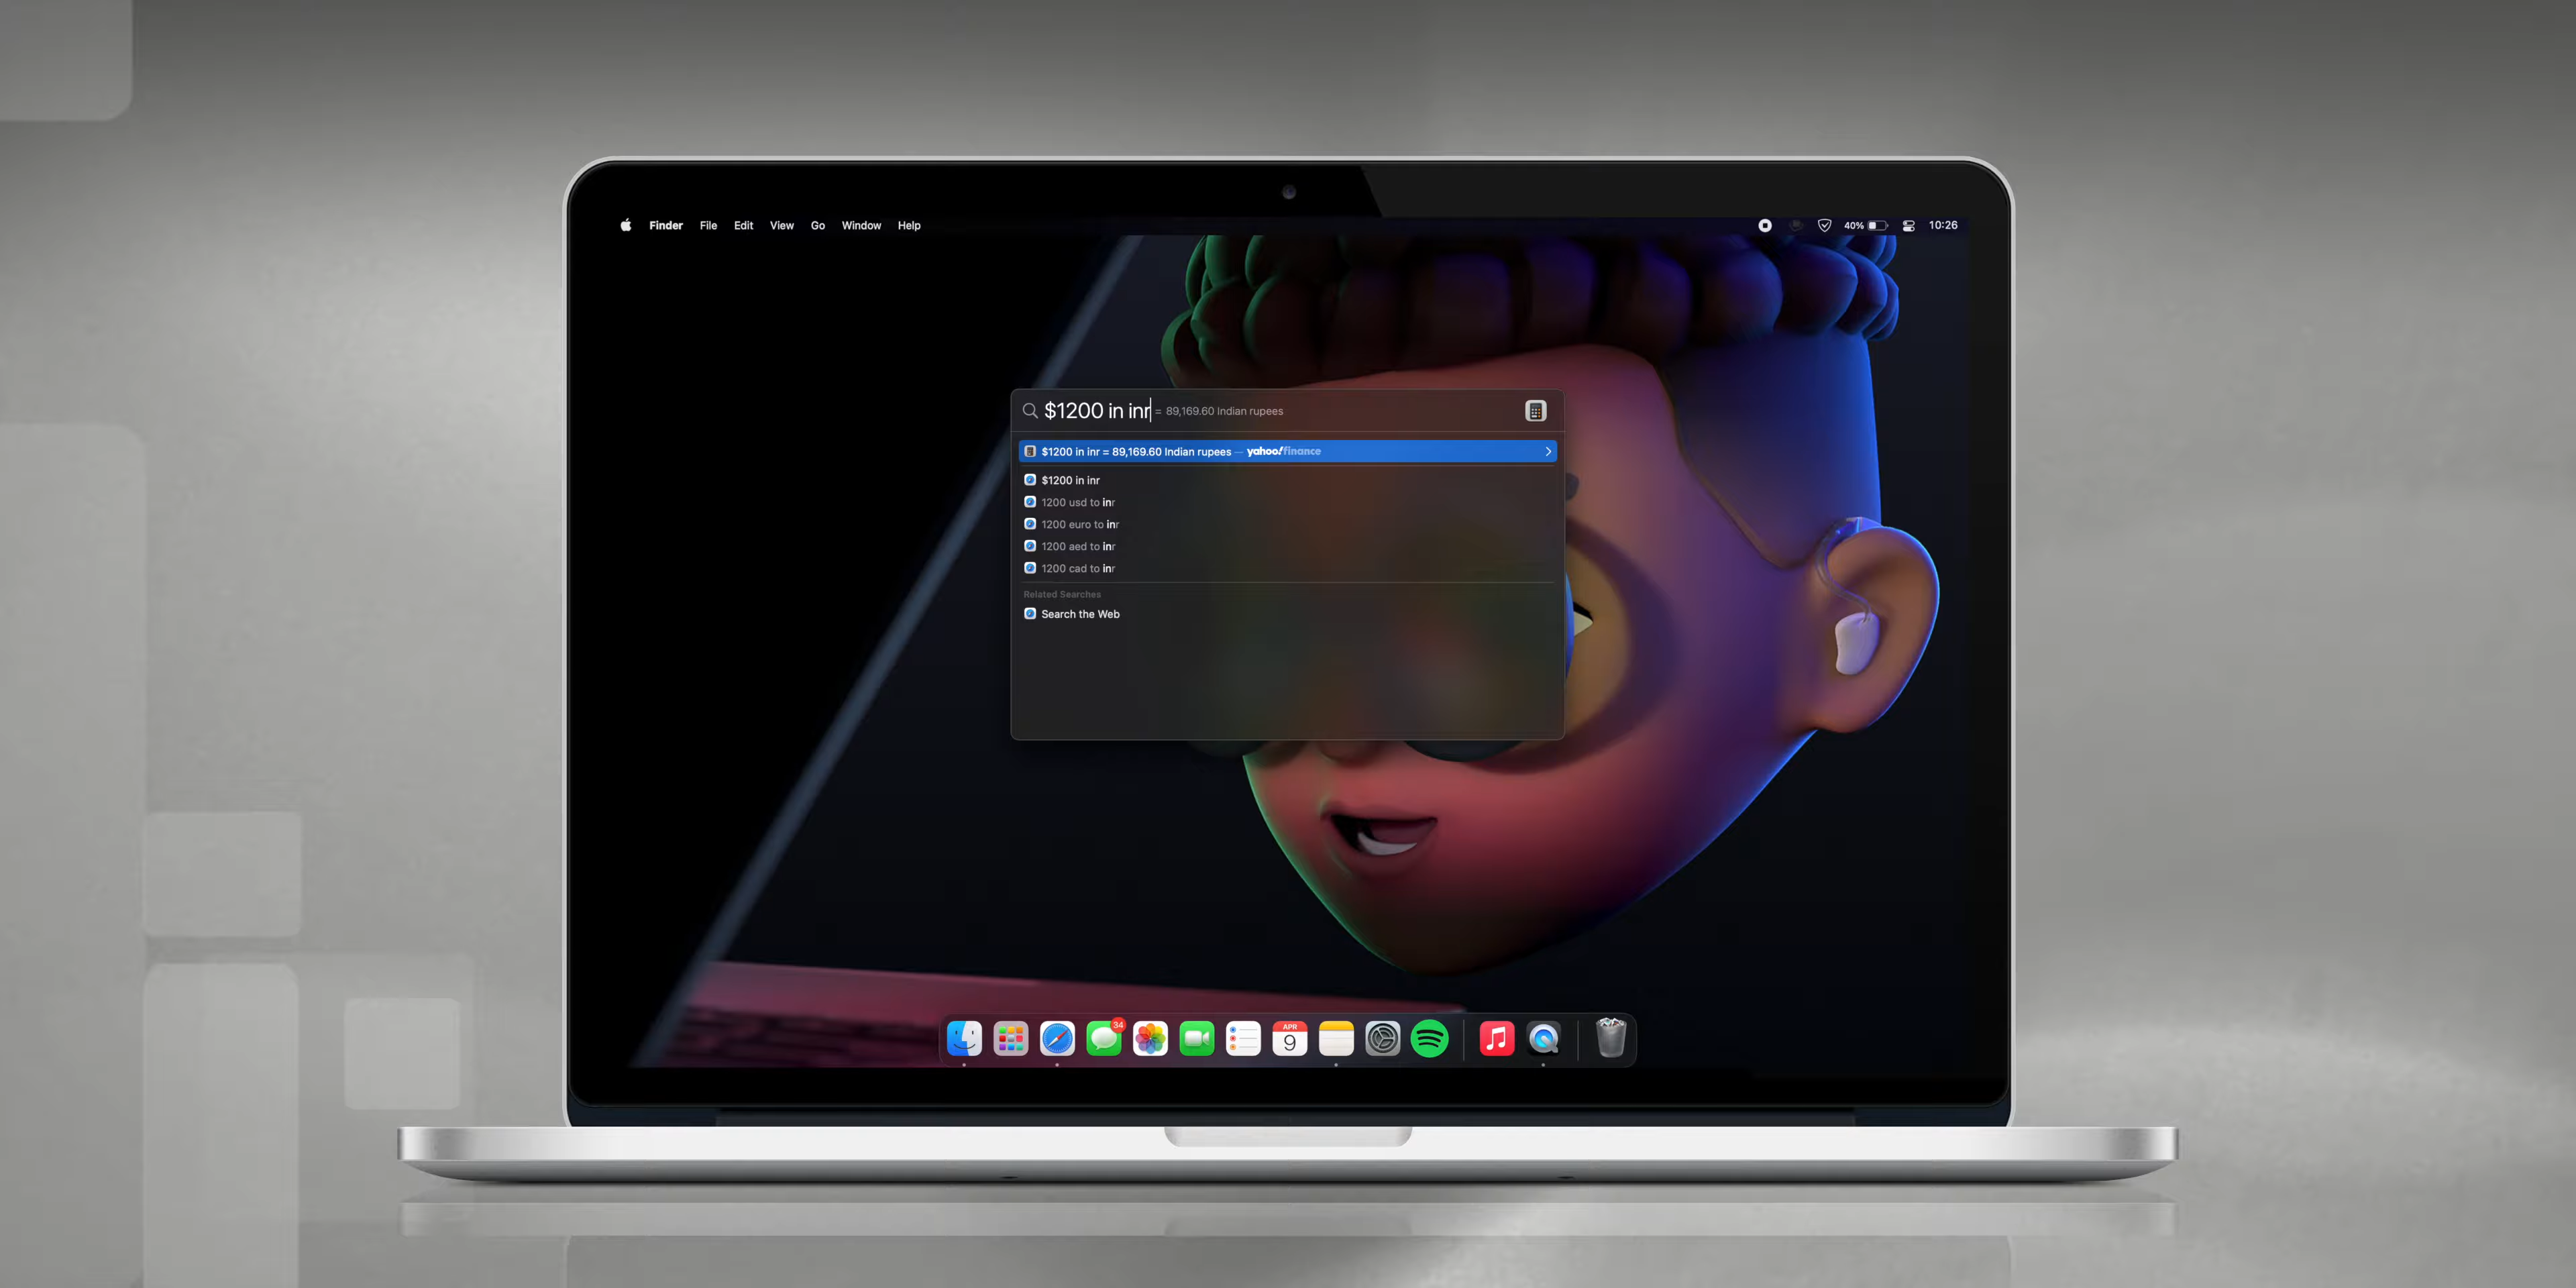 Finder File Edit View Go Window Help 40% 10:26
$1200 in inr = 89,169.60 Indian rupees
$1200 in inr = 89,169.60 Indian rupees — yahoo!finance
$1200 in inr
1200 usd to inr
1200 euro to inr
1200 aed to inr
1200 cad to inr
Related Searches
Search the Web
34
APR
9